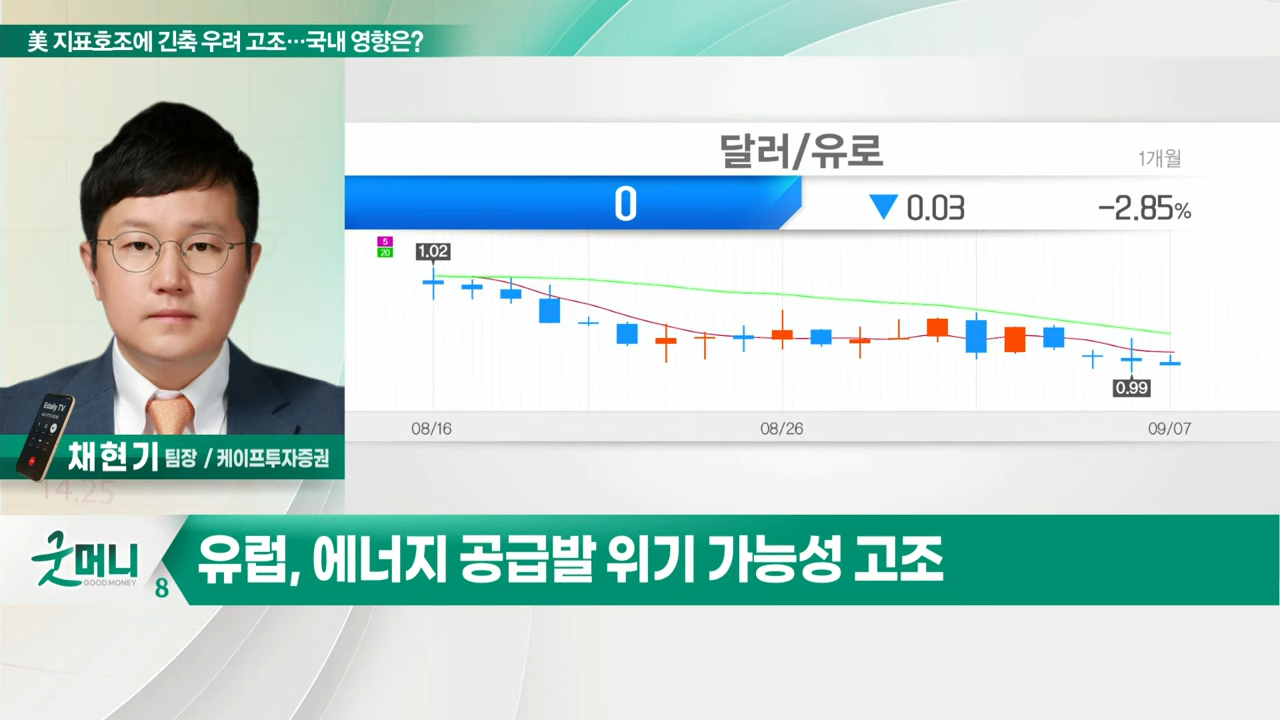 美 지표호조에 긴축 우려 고조…국내 영향은?
달러/유로
1개월
0
▼ 0.03
-2.85%
5
20
1.02
0.99
08/16
08/26
09/07
Edaily TV
채현기 팀장 / 케이프투자증권
14.25
굿머니
GOOD MONEY
8
유럽, 에너지 공급발 위기 가능성 고조